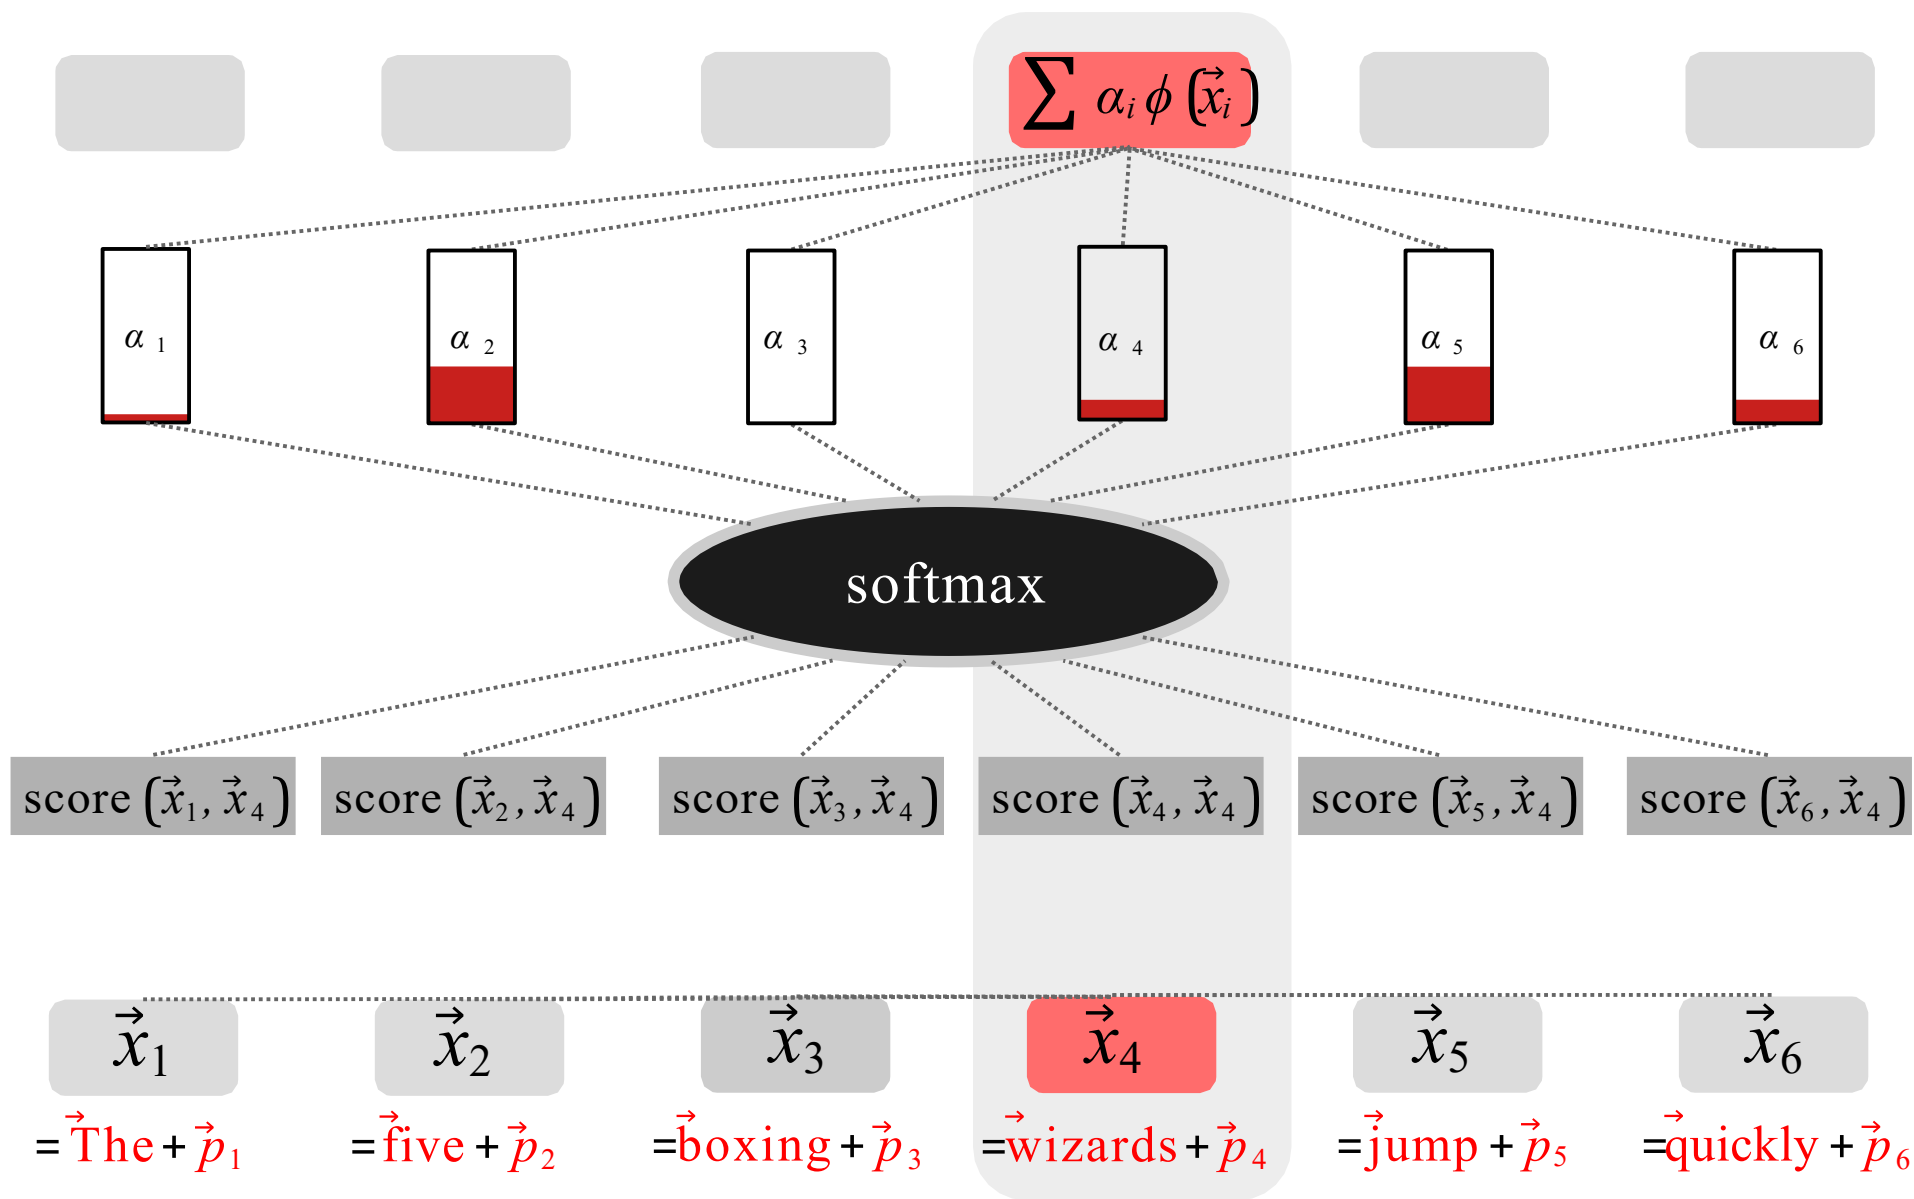 ∑ αᵢ ϕ (x⃗ᵢ)
α ₁ α ₂ α ₃ α ₄ α ₅ α ₆
softmax
score (x⃗₁, x⃗₄) score (x⃗₂, x⃗₄) score (x⃗₃, x⃗₄) score (x⃗₄, x⃗₄) score (x⃗₅, x⃗₄) score (x⃗₆, x⃗₄)
x⃗₁ x⃗₂ x⃗₃ x⃗₄ x⃗₅ x⃗₆
= T⃗he + p⃗₁ = f⃗ive + p⃗₂ = b⃗oxing + p⃗₃ = w⃗izards + p⃗₄ = j⃗ump + p⃗₅ = q⃗uickly + p⃗₆